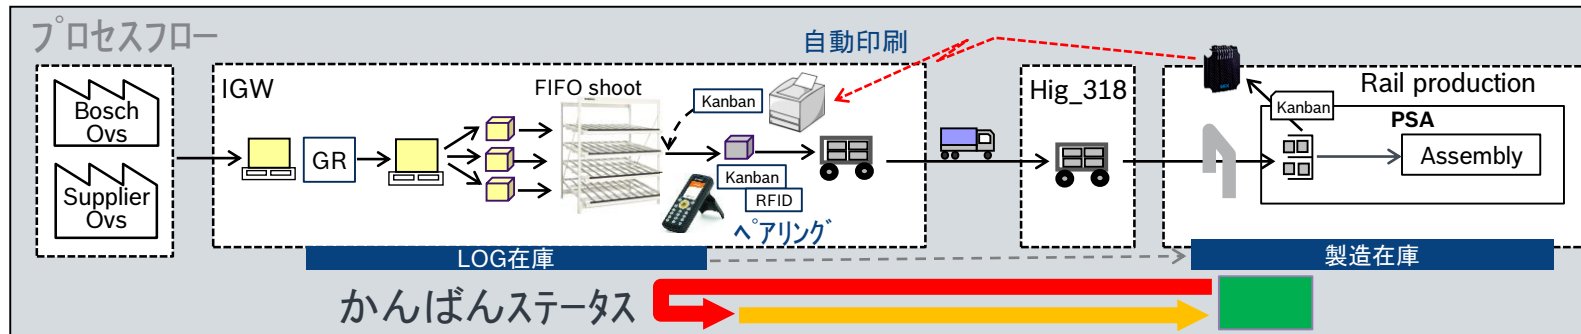 プロセスフロー
Bosch
Ovs
Supplier
Ovs
IGW
GR
FIFO shoot
Kanban
自動印刷
Kanban
RFID
ペアリング
Hig_318
Rail production
Kanban
PSA
Assembly
LOG在庫
製造在庫
かんばんステータス